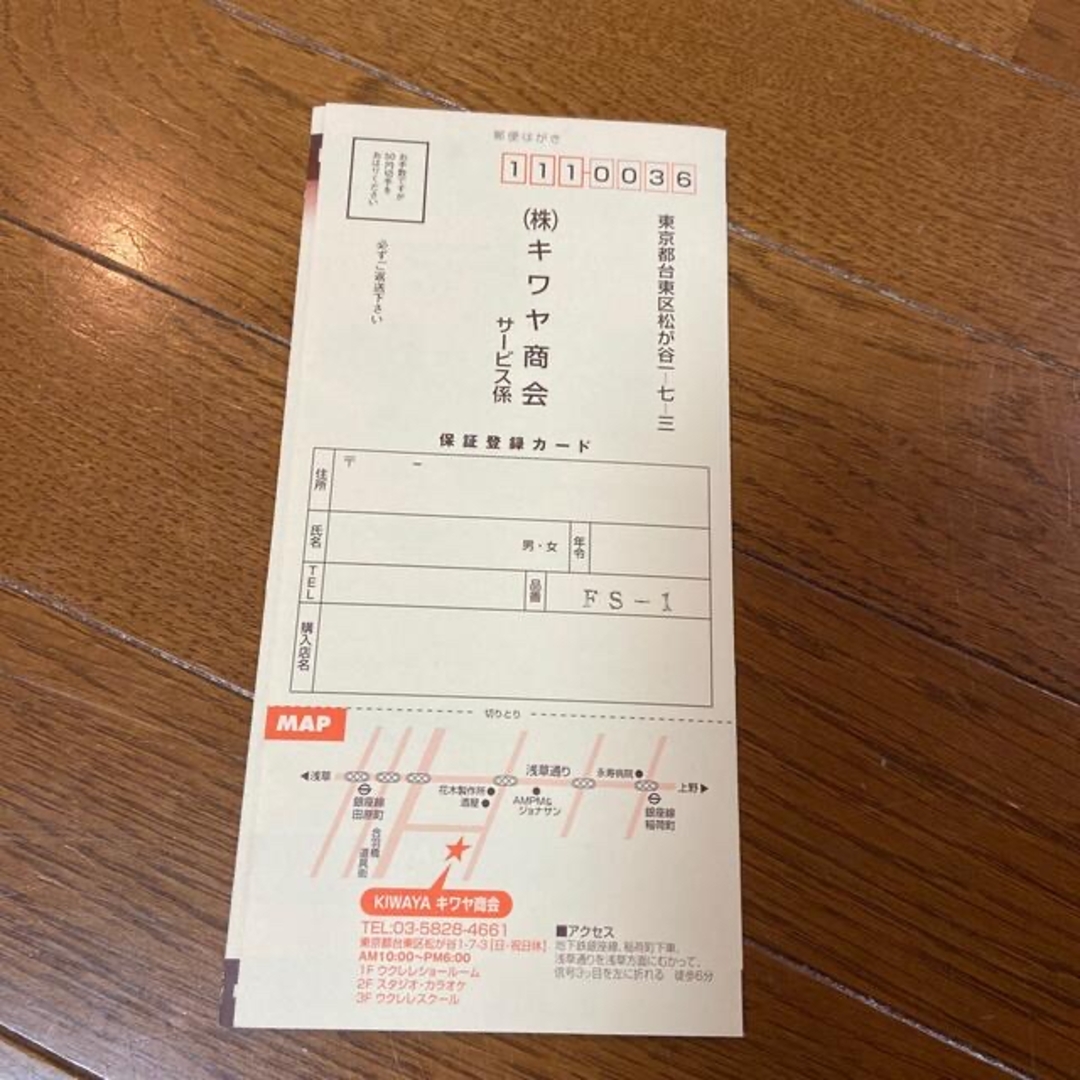 郵便はがき
お手数ですが
50円切手を
おはりください
111-0036
東京都台東区松が谷一-七-三
(株)キワヤ商会
サービス係
必ずご返送下さい
保証登録カード
住所
〒 -
氏名
男・女
年令
TEL
品番
FS-1
購入店名
切りとり
MAP
◀浅草
浅草通り
永寿病院
上野▶
銀座線
田原町
花木製作所
酒屋
AMPM&
ジョナサン
銀座線
稲荷町
合羽橋
道具街
KIWAYA キワヤ商会
TEL:03-5828-4661
東京都台東区松が谷1-7-3 [日・祝日休]
AM10:00~PM6:00
1F ウクレレショールーム
2F スタジオ・カラオケ
3F ウクレレスクール
■アクセス
地下鉄銀座線、稲荷町下車。
浅草通りを浅草方面にむかって、
信号3つ目を左に折れる 徒歩6分